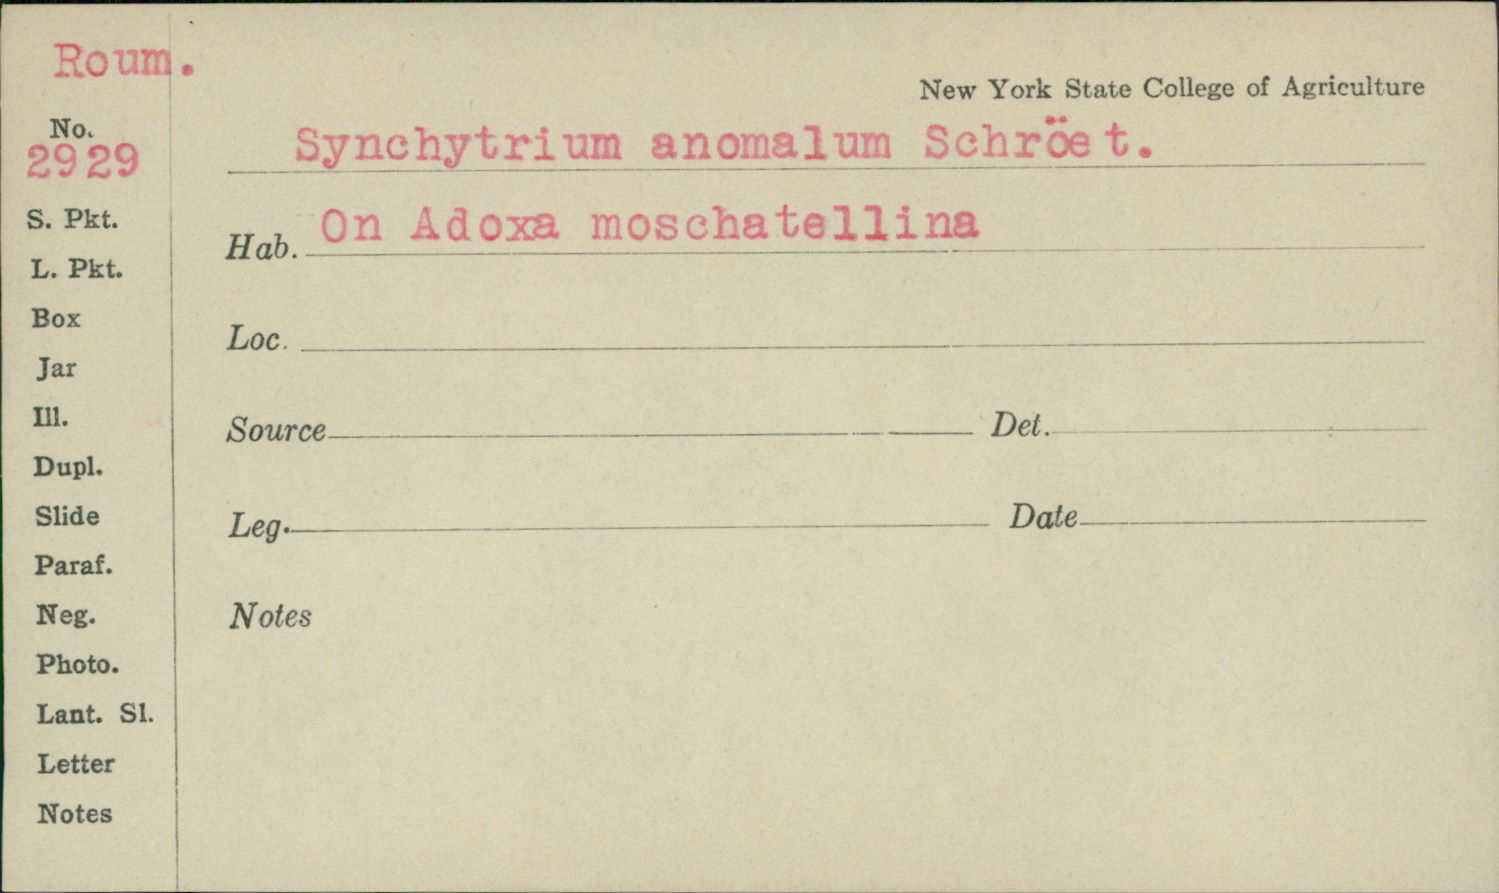 Roum.
New York State College of Agriculture
No.
2929
Synchytrium anomalum Schröet.
Hab. On Adoxa moschatellina
S. Pkt.
L. Pkt.
Box
Jar
Ill.
Dupl.
Slide
Paraf.
Neg.
Photo.
Lant. Sl.
Letter
Notes
Loc.
Source Det.
Leg. Date
Notes